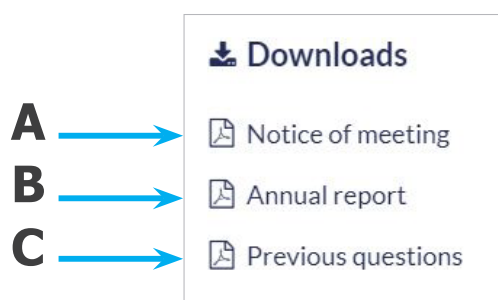 Downloads
A Notice of meeting
B Annual report
C Previous questions